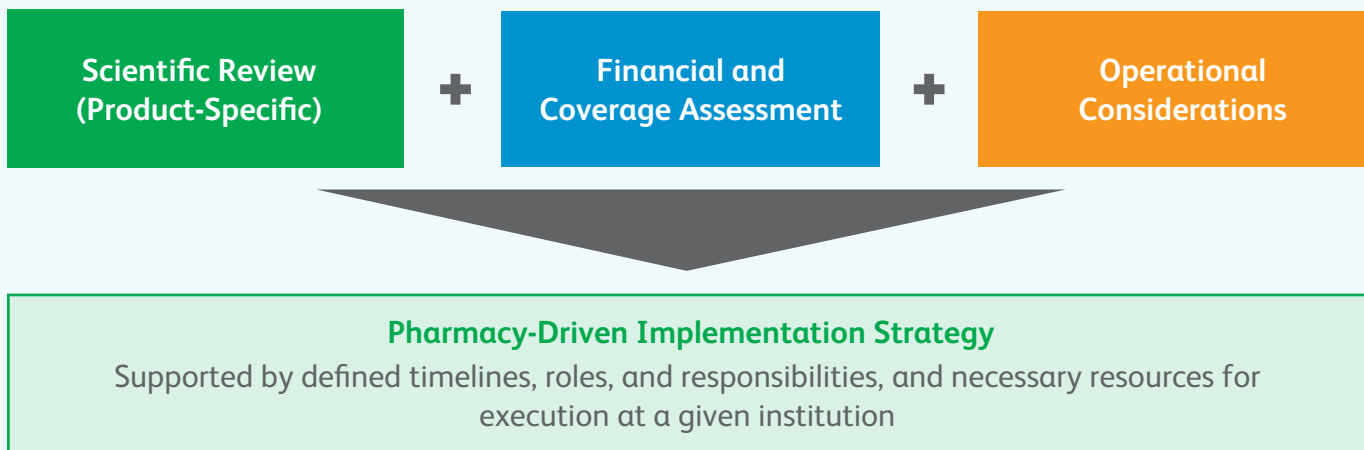 Scientific Review
(Product-Specific)
+
Financial and
Coverage Assessment
+
Operational
Considerations
Pharmacy-Driven Implementation Strategy
Supported by defined timelines, roles, and responsibilities, and necessary resources for
execution at a given institution